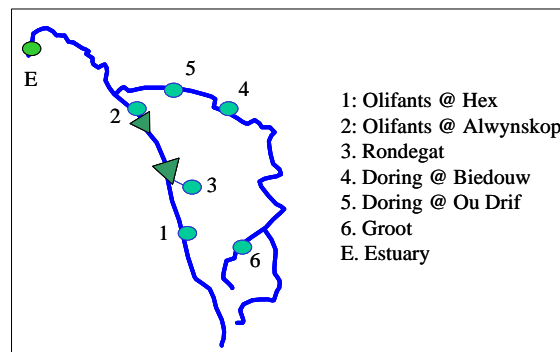 5
4
E
2
3
1
6
1: Olifants @ Hex
2: Olifants @ Alwynskop
3. Rondegat
4. Doring @ Biedouw
5. Doring @ Ou Drif
6. Groot
E. Estuary